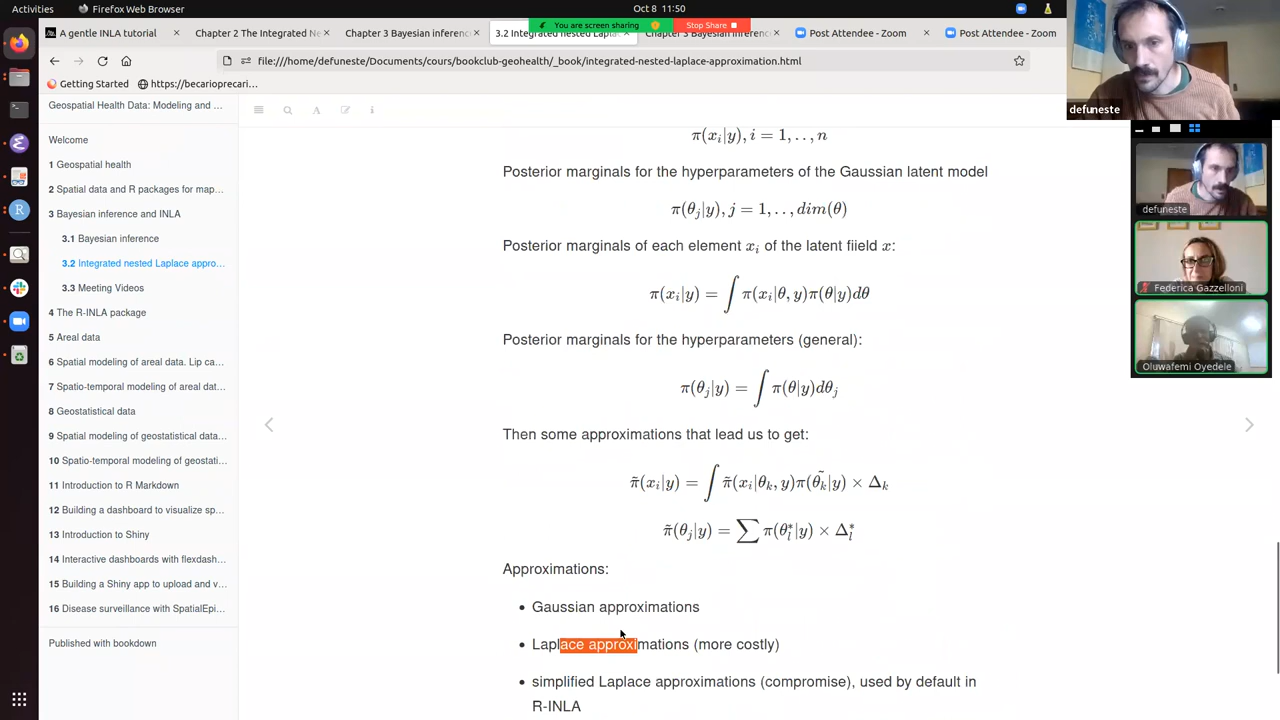 Activities
Firefox Web Browser
Oct 8 11:50
You are screen sharing
Stop Share
A gentle INLA tutorial
Chapter 2 The Integrated Ne
Chapter 3 Bayesian inferenc
3.2 Integrated nested Lapla
Chapter 3 Bayesian inferenc
Post Attendee - Zoom
Post Attendee - Zoom
file:///home/defuneste/Documents/cours/bookclub-geohealth/_book/integrated-nested-laplace-approximation.html
Getting Started
https://becarioprecari...
Geospatial Health Data: Modeling and ...
Welcome
1 Geospatial health
2 Spatial data and R packages for map...
3 Bayesian inference and INLA
3.1 Bayesian inference
3.2 Integrated nested Laplace appro...
3.3 Meeting Videos
4 The R-INLA package
5 Areal data
6 Spatial modeling of areal data. Lip ca...
7 Spatio-temporal modeling of areal dat...
8 Geostatistical data
9 Spatial modeling of geostatistical data...
10 Spatio-temporal modeling of geostati...
11 Introduction to R Markdown
12 Building a dashboard to visualize sp...
13 Introduction to Shiny
14 Interactive dashboards with flexdash...
15 Building a Shiny app to upload and v...
16 Disease surveillance with SpatialEpi...
Published with bookdown
π(x_i|y), i = 1, . . , n
Posterior marginals for the hyperparameters of the Gaussian latent model
π(θ_j|y), j = 1, . . , dim(θ)
Posterior marginals of each element x_i of the latent fiield x:
π(x_i|y) = ∫ π(x_i|θ, y)π(θ|y)dθ
Posterior marginals for the hyperparameters (general):
π(θ_j|y) = ∫ π(θ|y)dθ_j
Then some approximations that lead us to get:
π̃(x_i|y) = ∫ π̃(x_i|θ_k, y)π(θ̃_k|y) × Δ_k
π̃(θ_j|y) = ∑ π(θ_l^*|y) × Δ_l^*
Approximations:
• Gaussian approximations
• Laplace approximations (more costly)
• simplified Laplace approximations (compromise), used by default in
R-INLA
defuneste
defuneste
Federica Gazzelloni
Oluwafemi Oyedele